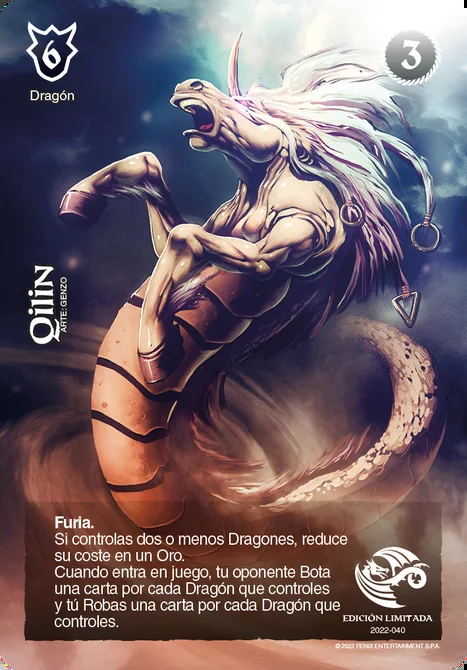 6
Dragón
3
Qilin
ARTE: GENZO
Furia.
Si controlas dos o menos Dragones, reduce
su coste en un Oro.
Cuando entra en juego, tu oponente Bota
una carta por cada Dragón que controles
y tú Robas una carta por cada Dragón que
controles.
EDICIÓN LIMITADA
2022-040
© 2022 FENIX ENTERTAINMENT S.P.A.